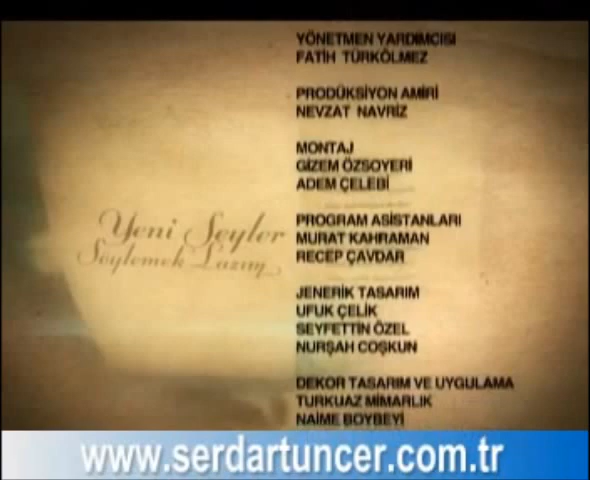 YÖNETMEN YARDIMCISI
FATİH TÜRKÖLMEZ
PRODÜKSİYON AMİRİ
NEVZAT NAVRİZ
MONTAJ
GİZEM ÖZSOYERİ
ADEM ÇELEBİ
Yeni Şeyler
Söylemek Lazım
PROGRAM ASİSTANLARI
MURAT KAHRAMAN
RECEP ÇAVDAR
JENERİK TASARIM
UFUK ÇELİK
SEYFETTİN ÖZEL
NURŞAH COŞKUN
DEKOR TASARIM VE UYGULAMA
TURKUAZ MİMARLIK
NAİME BOYBEYİ
www.serdartuncer.com.tr